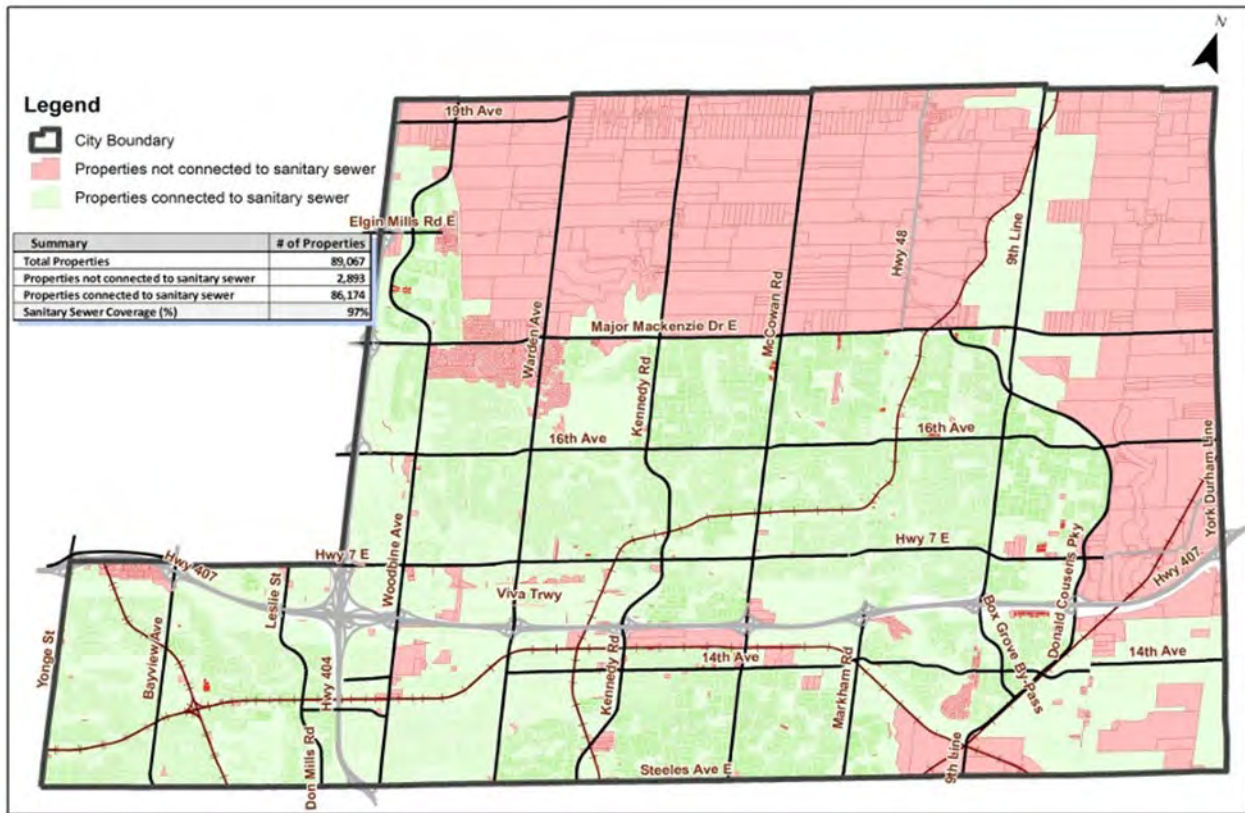 N
Legend
City Boundary
Properties not connected to sanitary sewer
Properties connected to sanitary sewer
Summary # of Properties
Total Properties 89,067
Properties not connected to sanitary sewer 2,893
Properties connected to sanitary sewer 86,174
Sanitary Sewer Coverage (%) 97%
19th Ave
Elgin Mills Rd E
Hwy 48
9th Line
Warden Ave
Major Mackenzie Dr E
McCowan Rd
Kennedy Rd
16th Ave
16th Ave
York Durham Line
Hwy 407
Hwy 7 E
Hwy 7 E
Woodbine Ave
Leslie St
Viva Trwy
Donald Cousens Pky
Hwy 407
Box Grove By-Pass
Yonge St
Bayview Ave
Hwy 404
Kennedy Rd
14th Ave
Markham Rd
14th Ave
Don Mills Rd
Steeles Ave E
9th Line